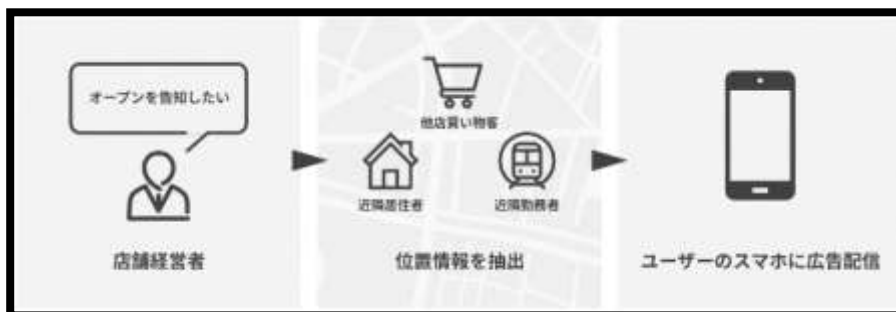 オープンを告知したい
店舗経営者
他店買い物客
近隣居住者
近隣勤務者
位置情報を抽出
ユーザーのスマホに広告配信